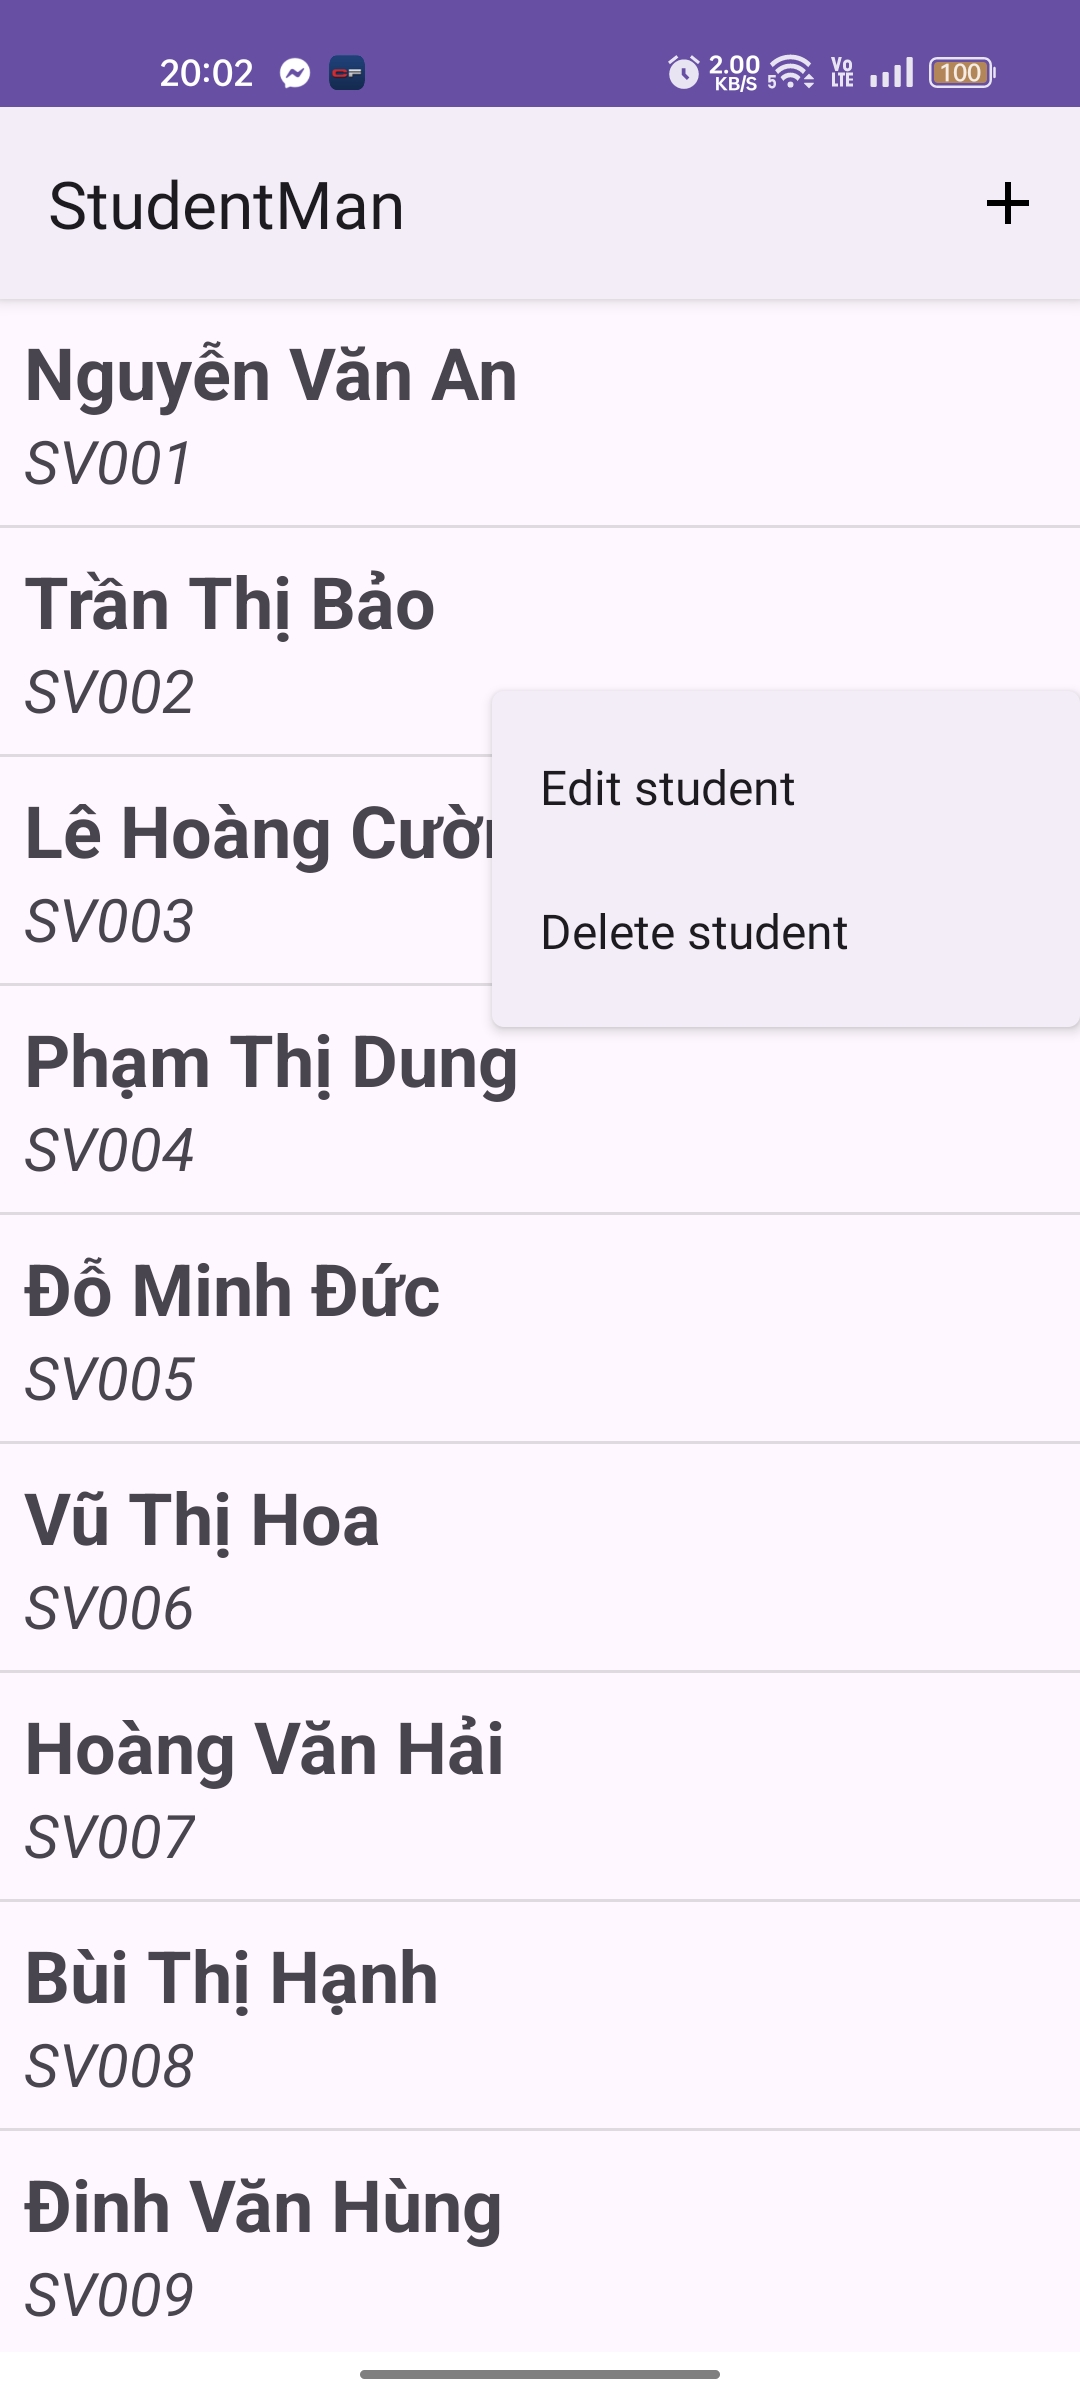 20:02 2.00 KB/S 5 Vo LTE 100
StudentMan
Nguyễn Văn An
SV001
Trần Thị Bảo
SV002
Edit student
Lê Hoàng
SV003
Delete student
Phạm Thị Dung
SV004
Đỗ Minh Đức
SV005
Vũ Thị Hoa
SV006
Hoàng Văn Hải
SV007
Bùi Thị Hạnh
SV008
Đinh Văn Hùng
SV009